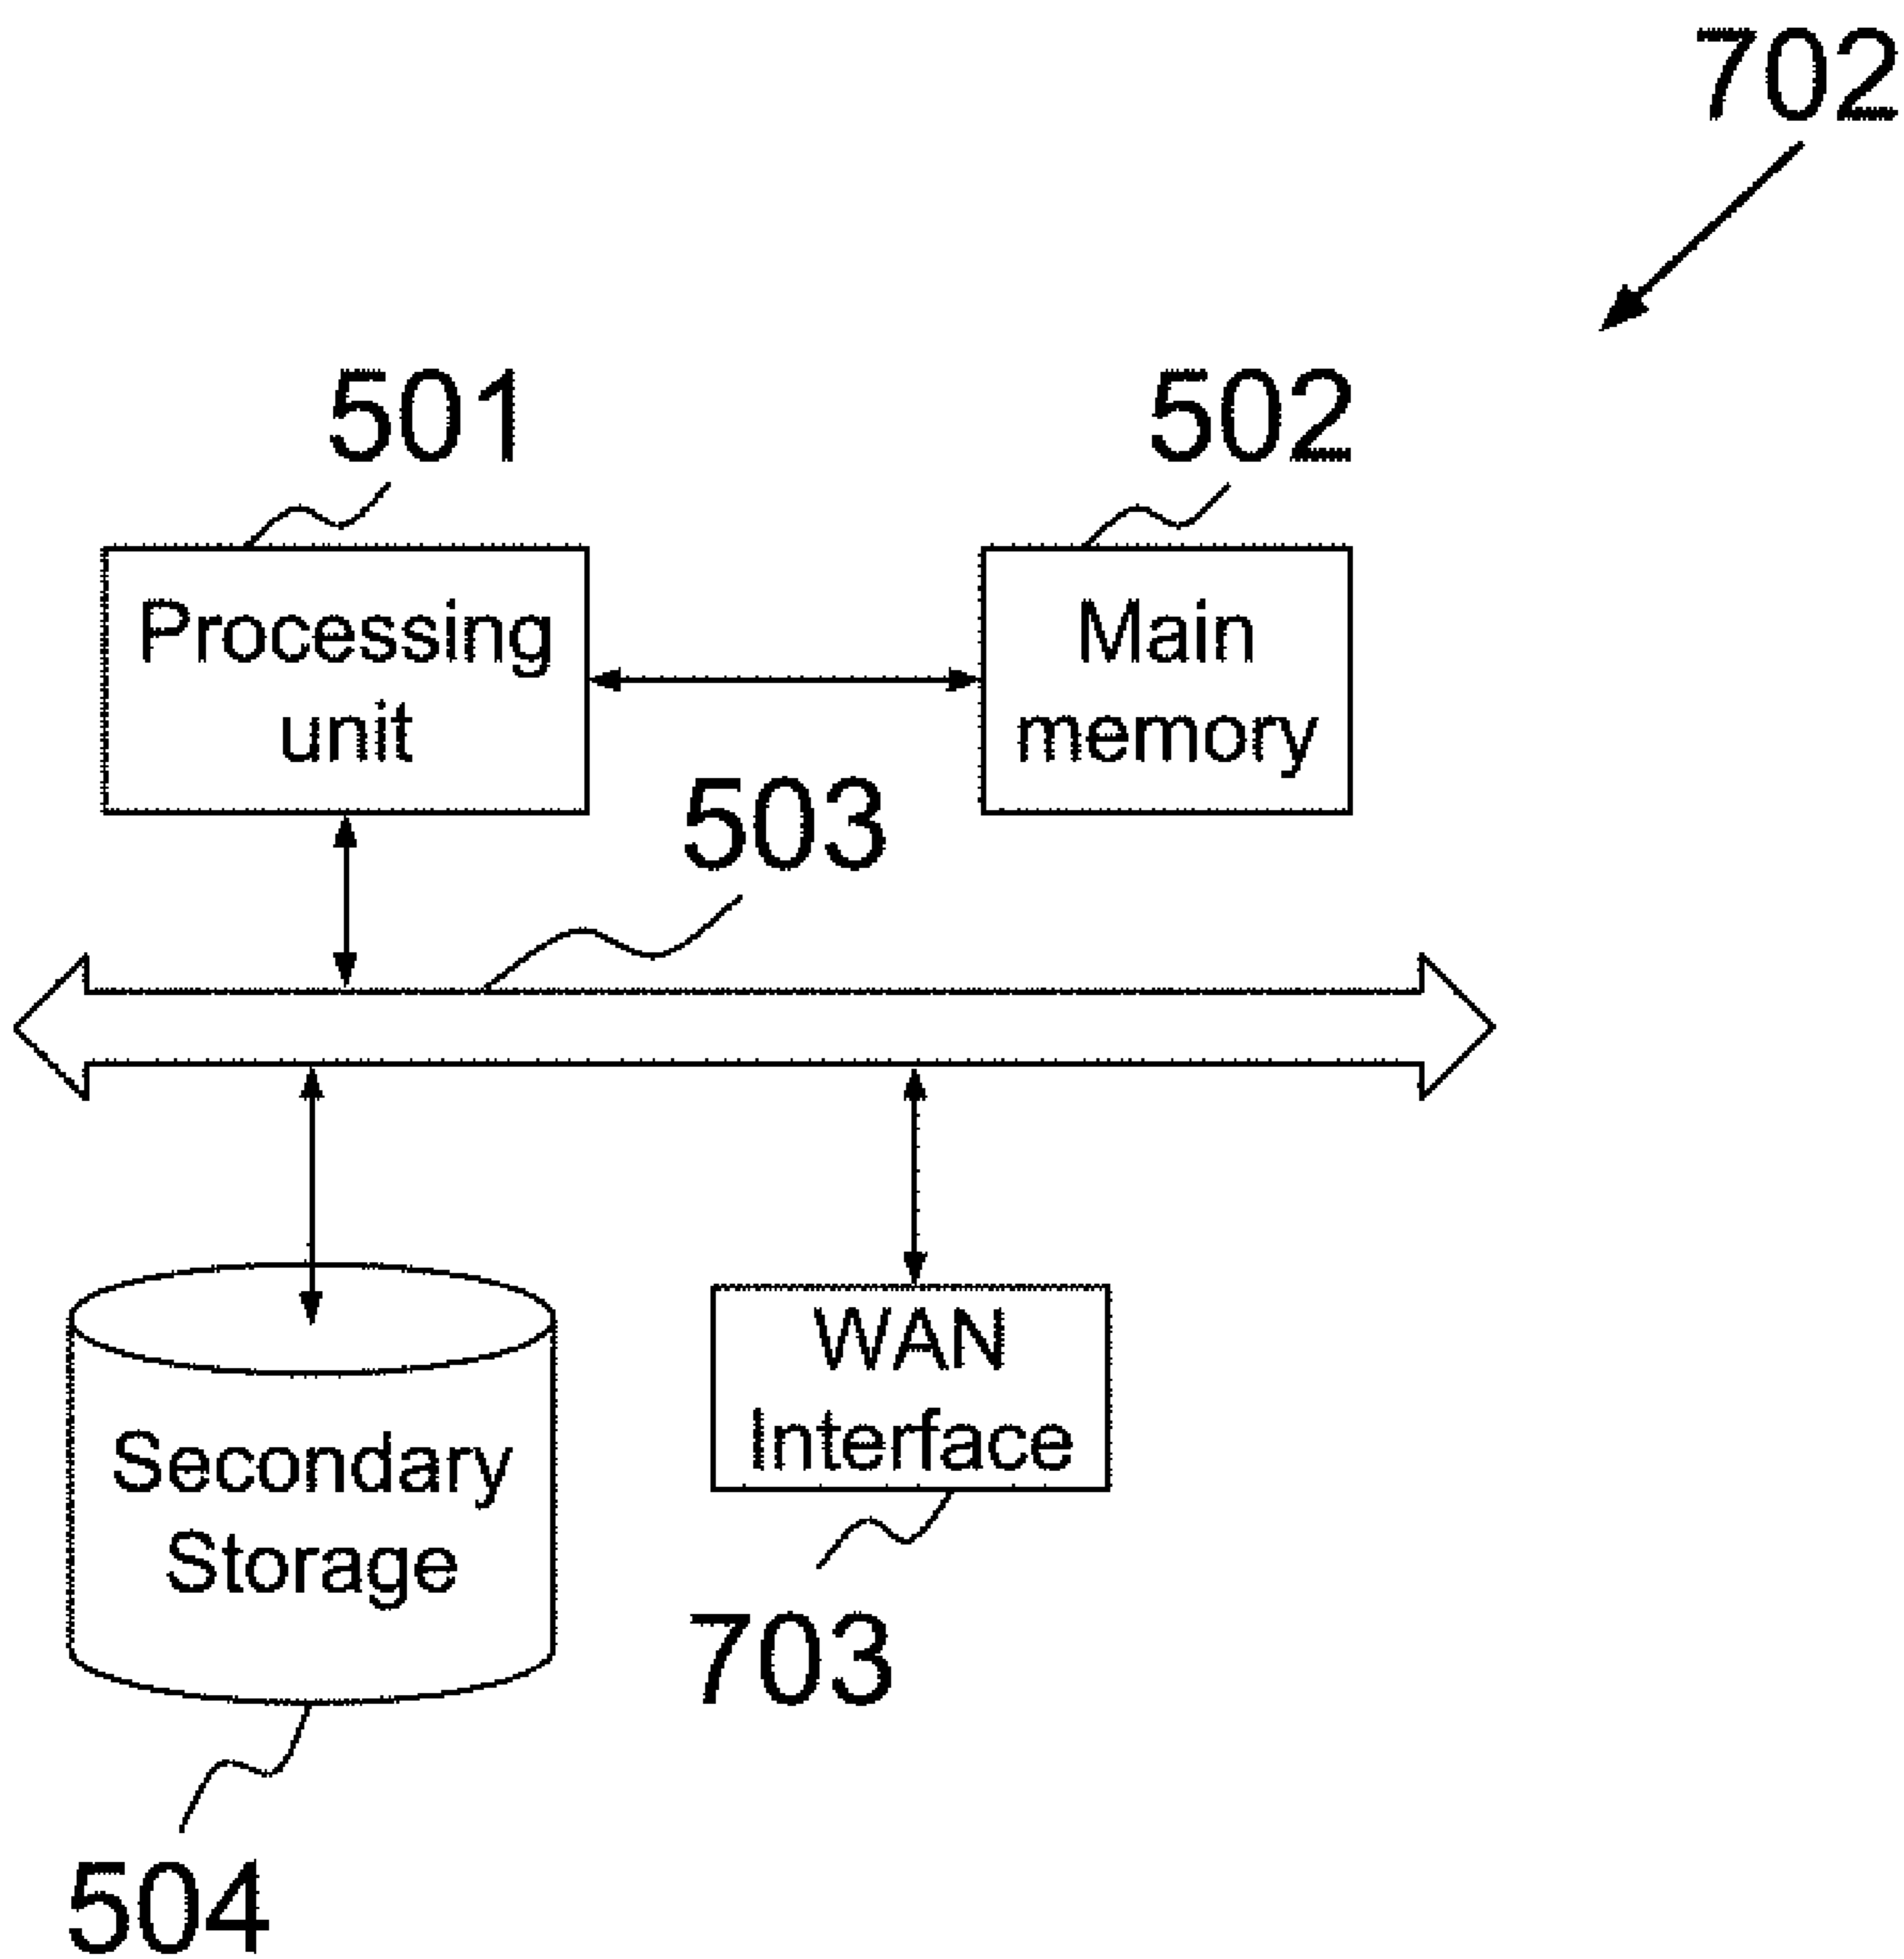 702
501
502
Processing
unit
Main
memory
503
WAN
Interface
Secondary
Storage
703
504